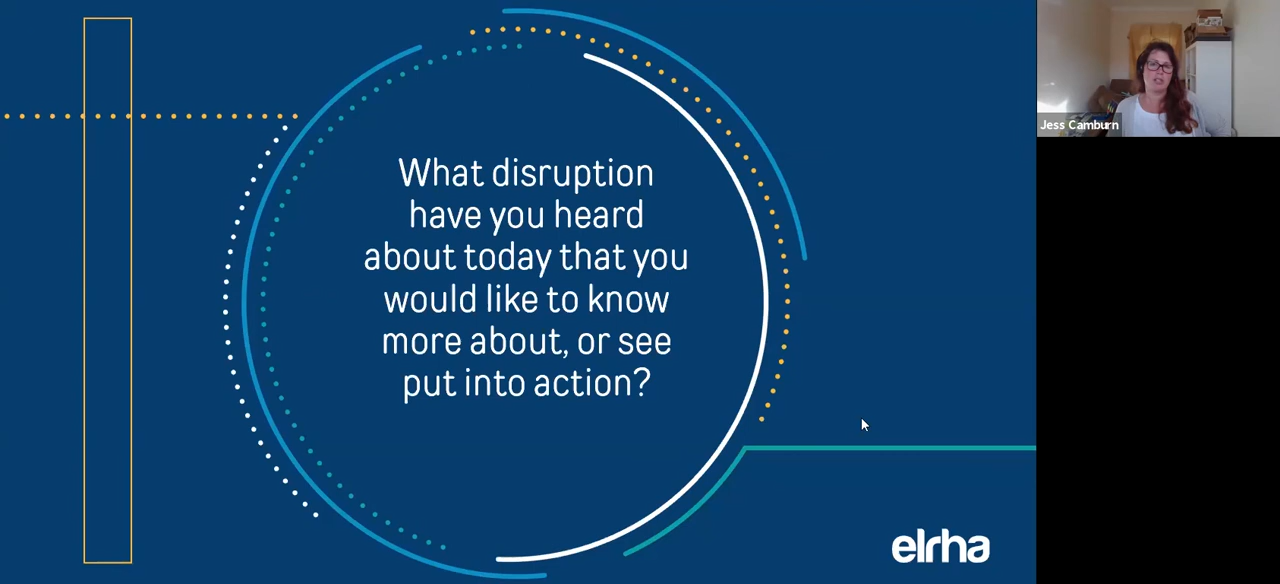 What disruption
have you heard
about today that you
would like to know
more about, or see
put into action?
elrha
Jess Camburn